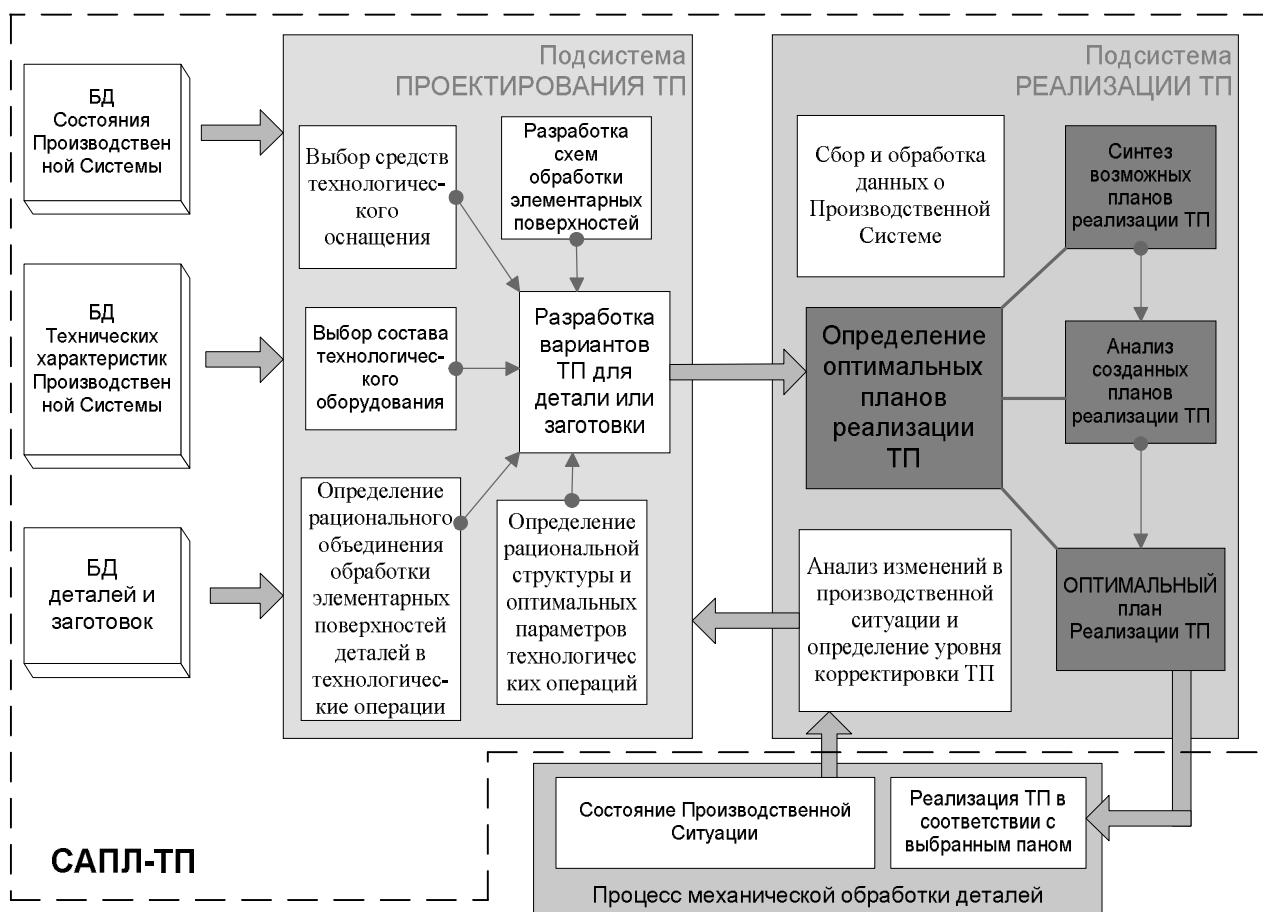 БД
Состояния
Производствен
ной Системы
БД
Технических
характеристик
Производствен
ной Системы
БД
деталей и
заготовок
Подсистема
ПРОЕКТИРОВАНИЯ ТП
Выбор средств
технологичес-
кого
оснащения
Разработка
схем
обработки
элементарных
поверхностей
Выбор состава
технологичес-
кого
оборудования
Разработка
вариантов
ТП для
детали или
заготовки
Определение
рационального
объединения
обработки
элементарных
поверхностей
деталей в
технологичес-
кие операции
Определение
рациональной
структуры и
оптимальных
параметров
технологичес
ких операций
Подсистема
РЕАЛИЗАЦИИ ТП
Сбор и обработка
данных о
Производственной
Системе
Синтез
возможных
планов
реализации ТП
Определение
оптимальных
планов
реализации
ТП
Анализ
созданных
планов
реализации ТП
Анализ изменений в
производственной
ситуации и
определение уровня
корректировки ТП
ОПТИМАЛЬНЫЙ
план
Реализации ТП
Состояние Производственной
Ситуации
Реализация ТП в
соответствии с
выбранным паном
Процесс механической обработки деталей
САПЛ-ТП